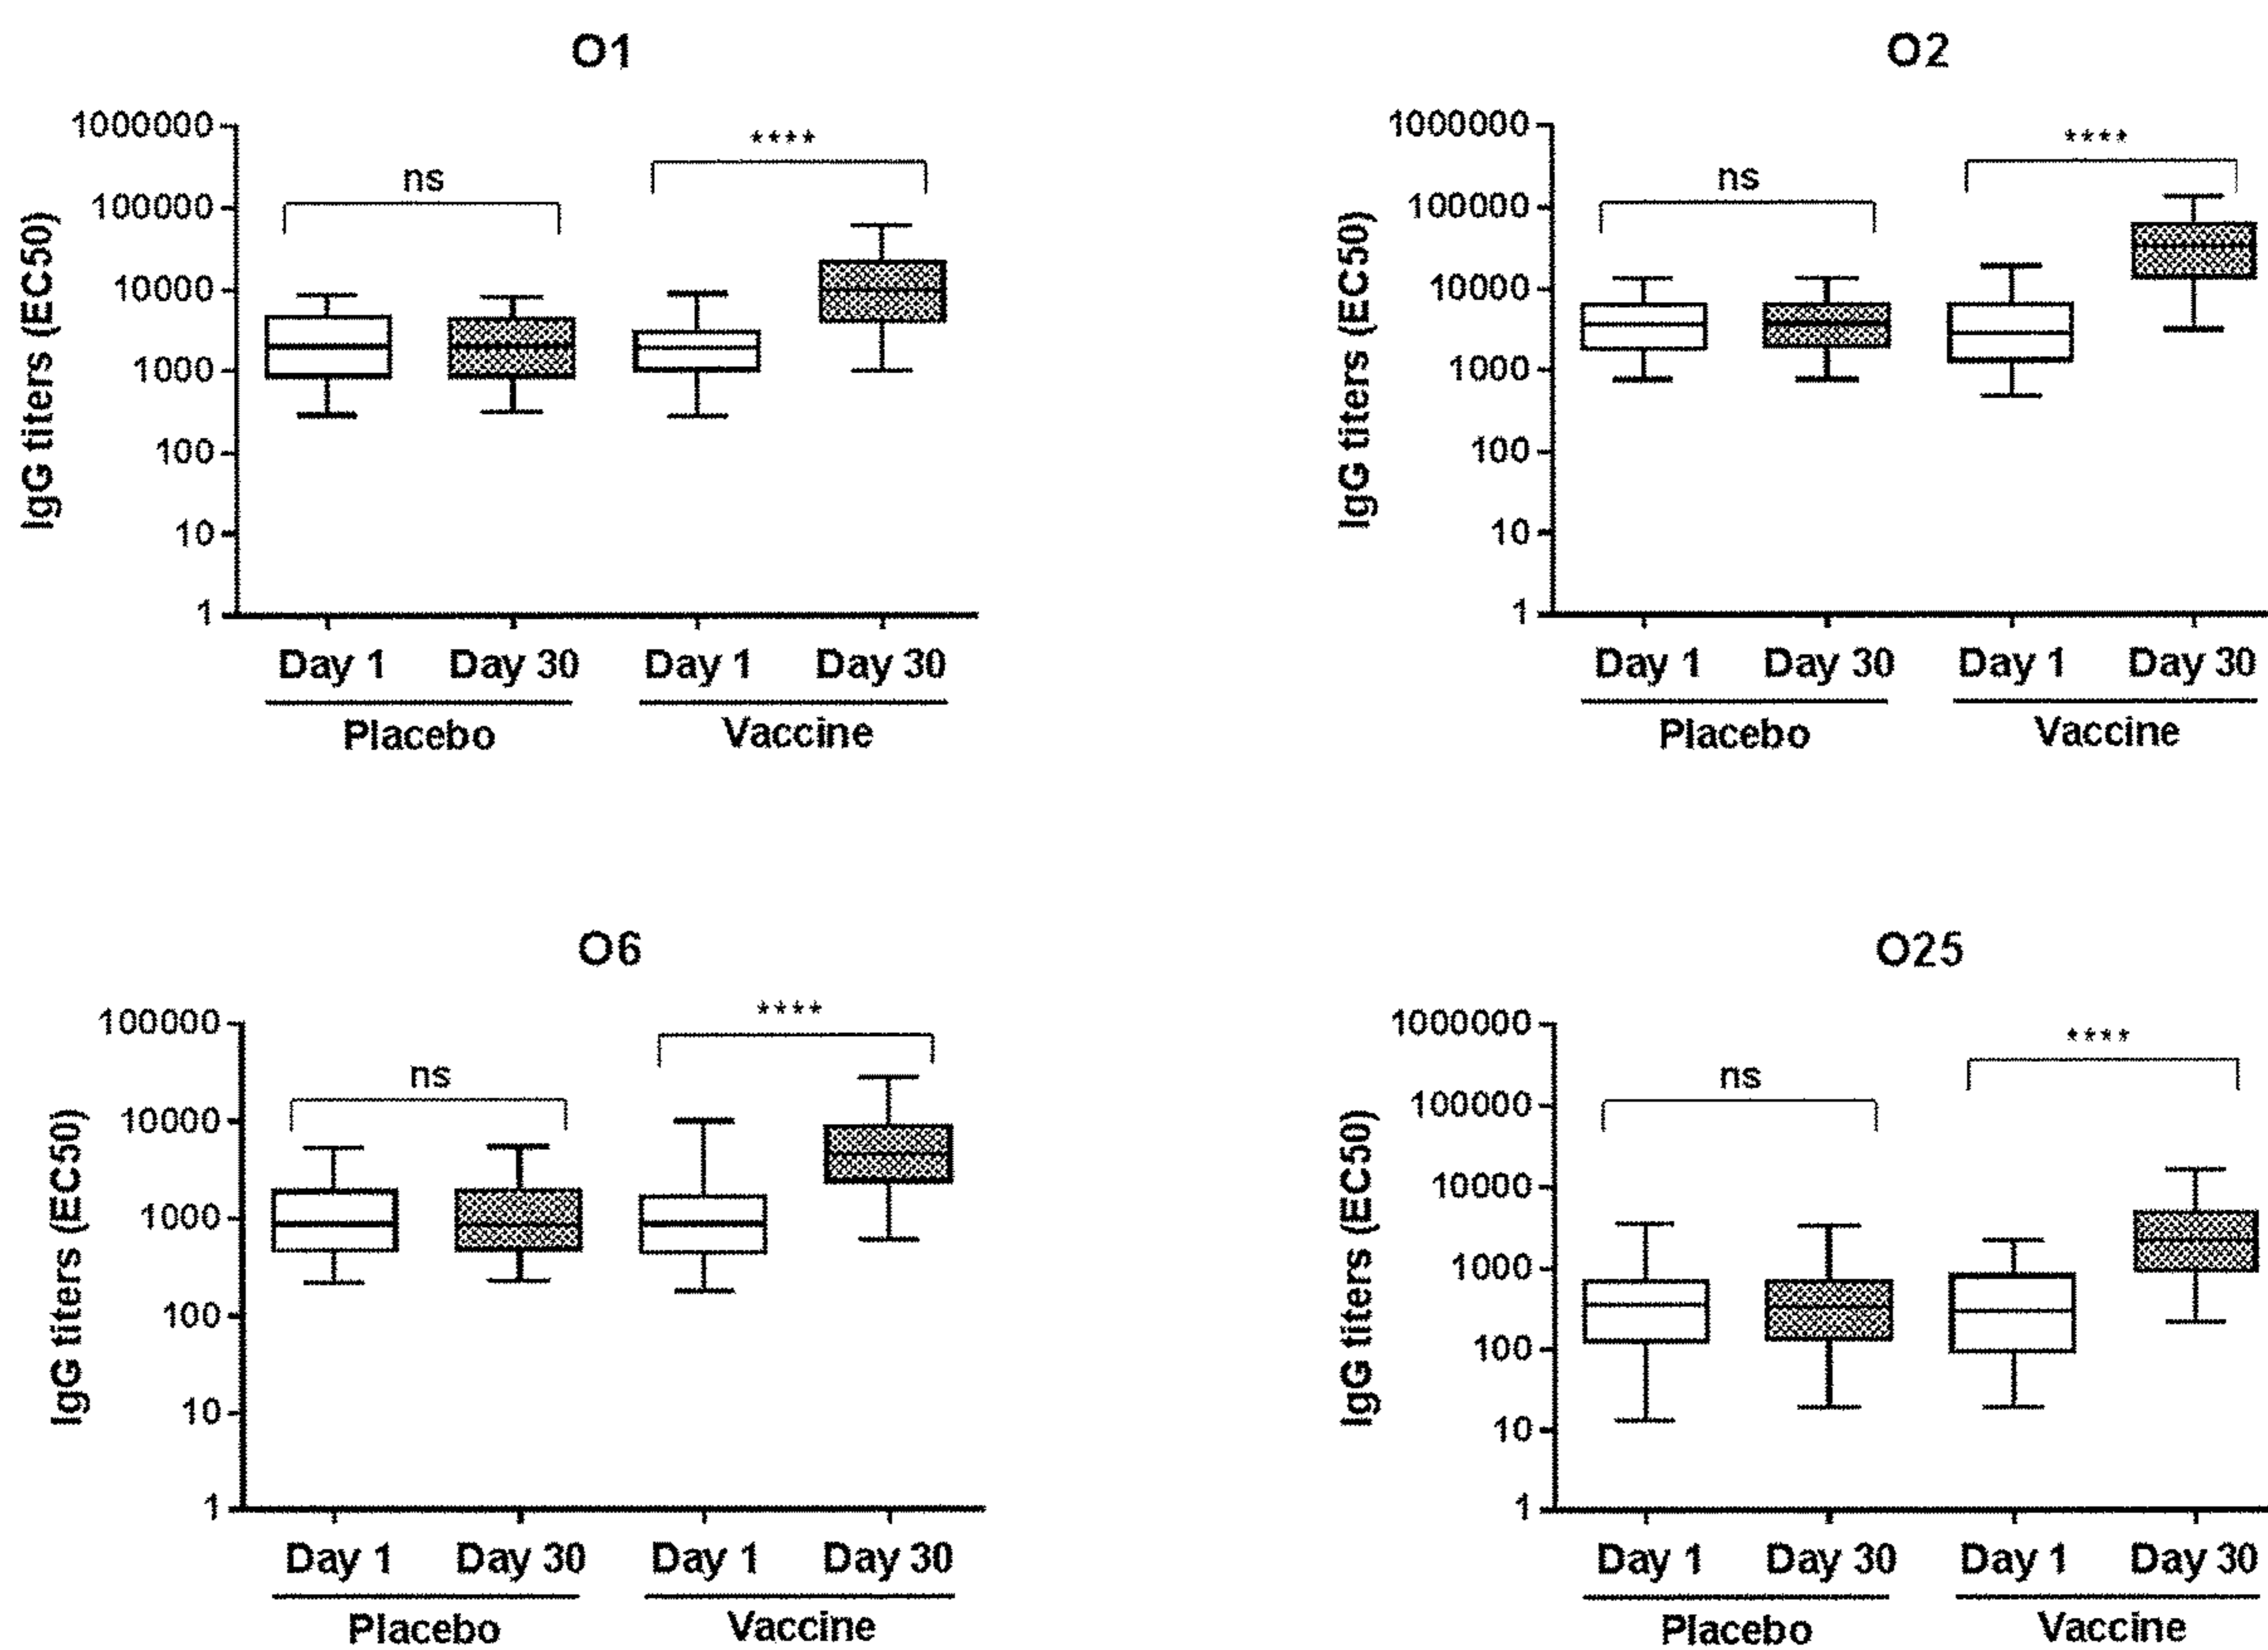 O1
1000000
100000
10000
1000
100
10
1
IgG titers (EC50)
ns
****
Day 1 Day 30 Day 1 Day 30
Placebo Vaccine
O2
1000000
100000
10000
1000
100
10
1
IgG titers (EC50)
ns
****
Day 1 Day 30 Day 1 Day 30
Placebo Vaccine
O6
100000
10000
1000
100
10
1
IgG titers (EC50)
ns
****
Day 1 Day 30 Day 1 Day 30
Placebo Vaccine
O25
1000000
100000
10000
1000
100
10
1
IgG titers (EC50)
ns
****
Day 1 Day 30 Day 1 Day 30
Placebo Vaccine